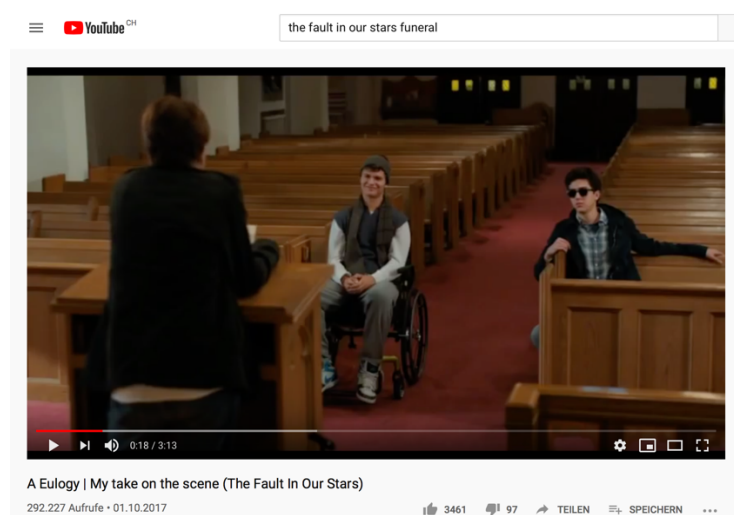 YouTube CH
the fault in our stars funeral
0:18 / 3:13
A Eulogy | My take on the scene (The Fault In Our Stars)
292.227 Aufrufe • 01.10.2017
3461 97 TEILEN SPEICHERN